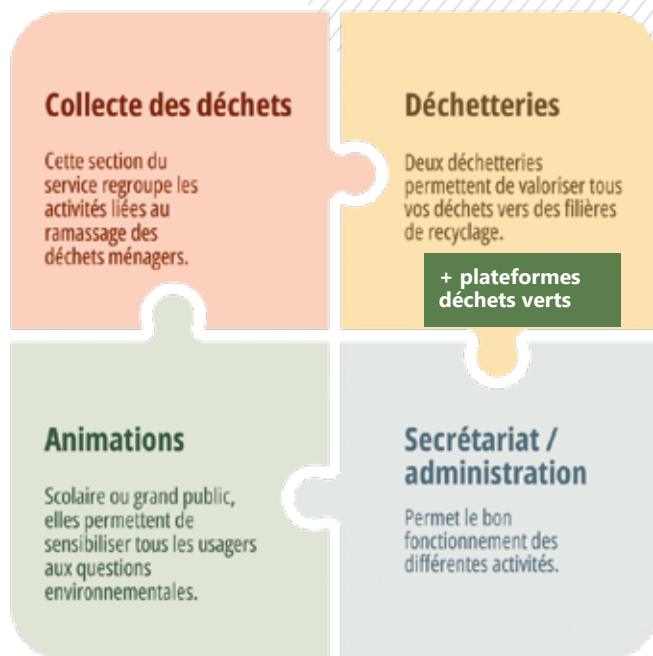 Collecte des déchets
Cette section du
service regroupe les
activités liées au
ramassage des
déchets ménagers.
Déchetteries
Deux déchetteries
permettent de valoriser tous
vos déchets vers des filières
de recyclage.
+ plateformes
déchets verts
Animations
Scolaire ou grand public,
elles permettent de
sensibiliser tous les usagers
aux questions
environnementales.
Secrétariat /
administration
Permet le bon
fonctionnement des
différentes activités.